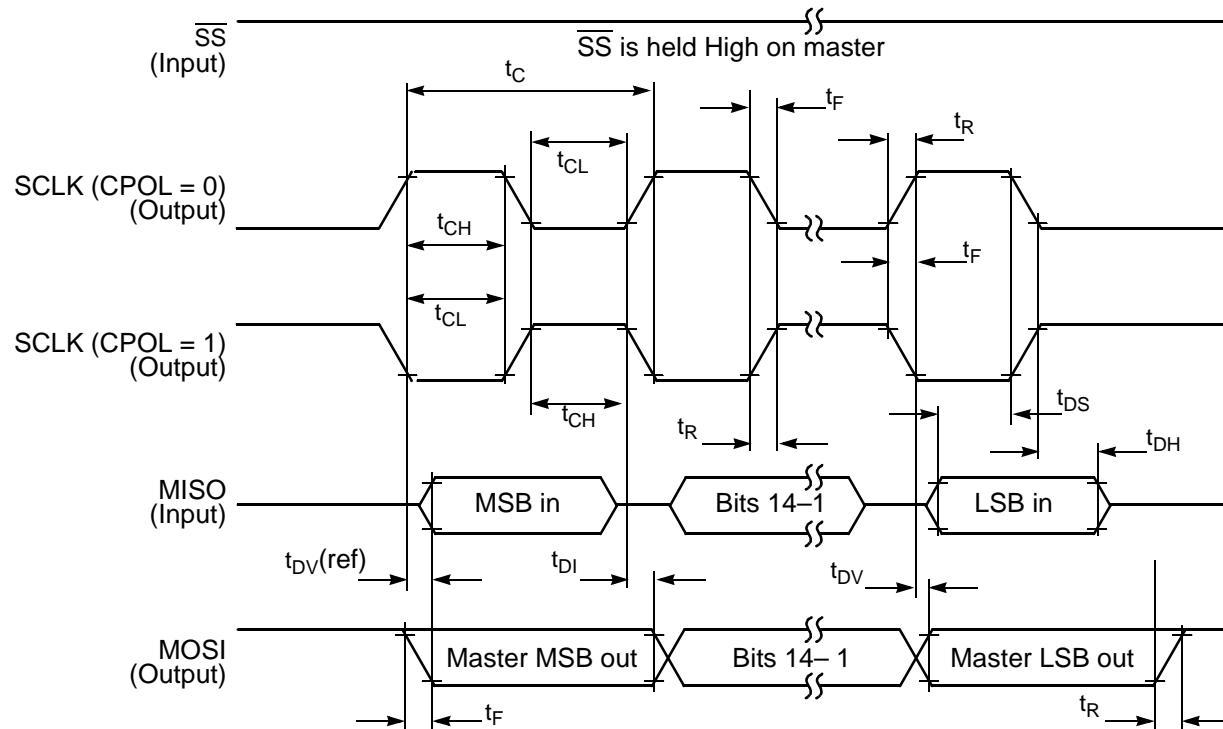 SS
(Input)
SS is held High on master
tC
tF
tR
tCL
SCLK (CPOL = 0)
(Output)
tCH
tF
tCL
SCLK (CPOL = 1)
(Output)
tCH
tR
tDS
tDH
MISO
(Input)
MSB in
Bits 14–1
LSB in
tDV(ref)
tDI
tDV
MOSI
(Output)
Master MSB out
Bits 14– 1
Master LSB out
tF
tR